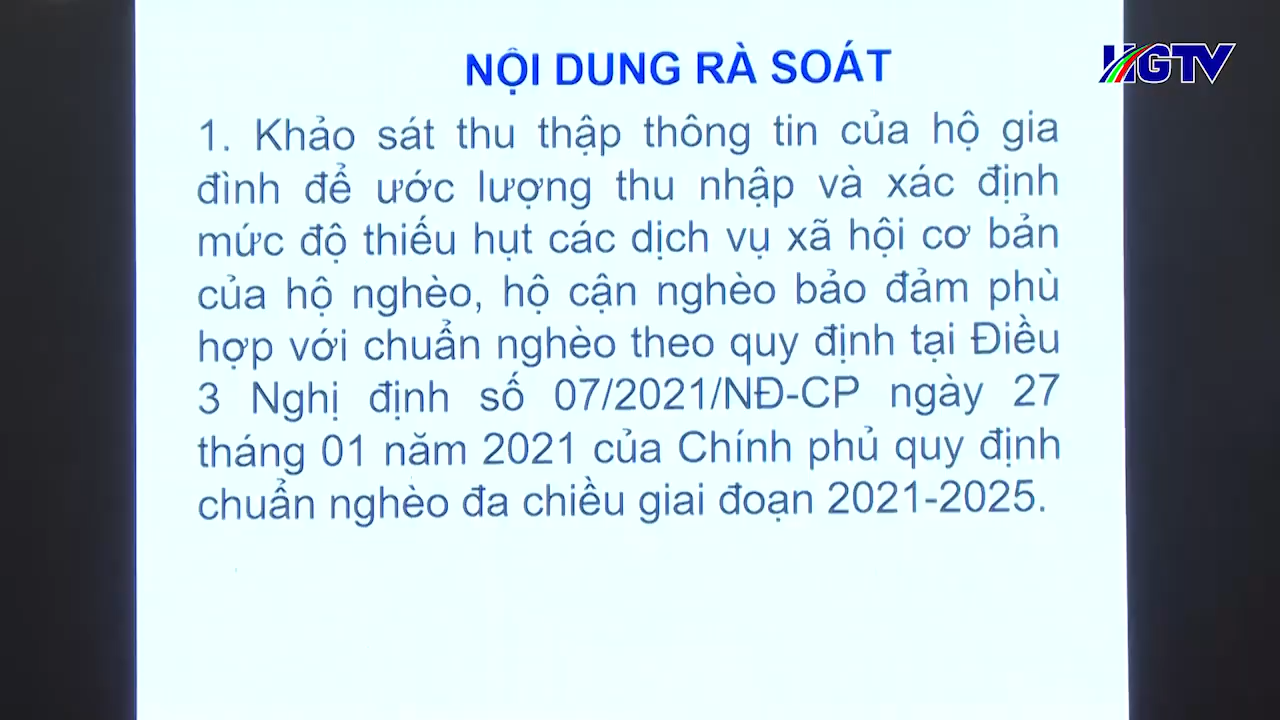 NỘI DUNG RÀ SOÁT
HGTV
1. Khảo sát thu thập thông tin của hộ gia
đình để ước lượng thu nhập và xác định
mức độ thiếu hụt các dịch vụ xã hội cơ bản
của hộ nghèo, hộ cận nghèo bảo đảm phù
hợp với chuẩn nghèo theo quy định tại Điều
3 Nghị định số 07/2021/NĐ-CP ngày 27
tháng 01 năm 2021 của Chính phủ quy định
chuẩn nghèo đa chiều giai đoạn 2021-2025.